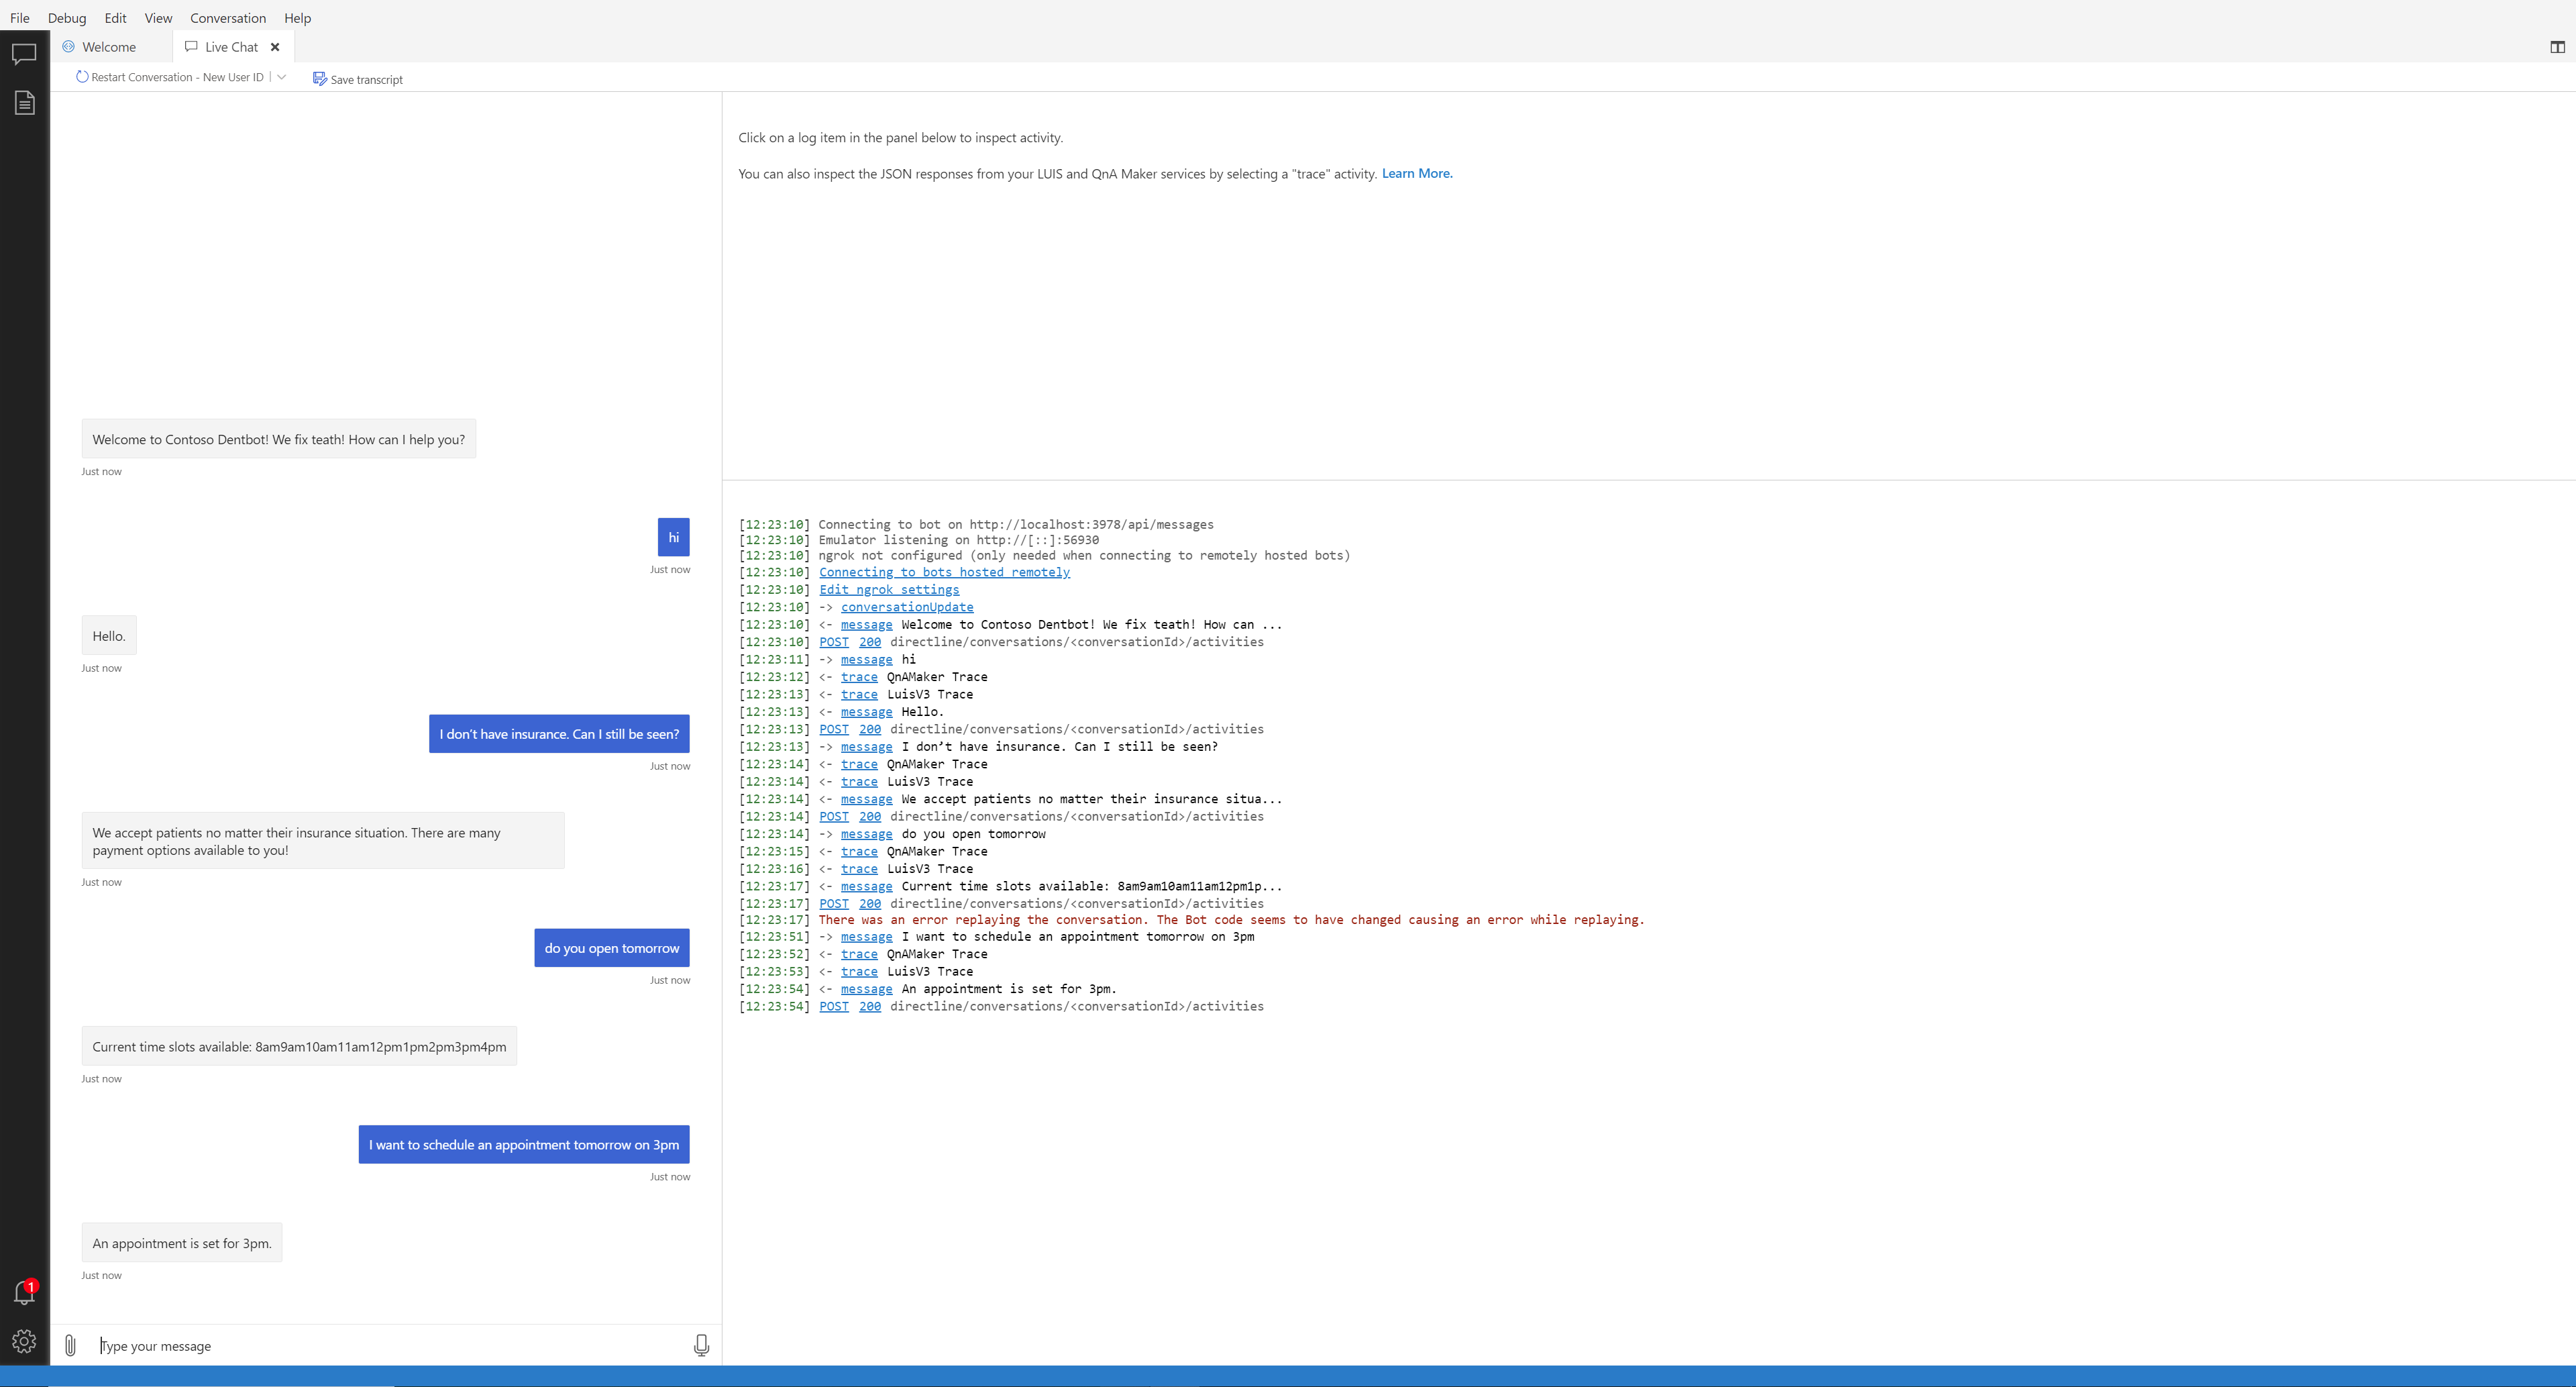 File Debug Edit View Conversation Help
Welcome Live Chat
Restart Conversation - New User ID Save transcript
Welcome to Contoso Dentbot! We fix teath! How can I help you?
Just now
hi
Just now
Hello.
Just now
I don't have insurance. Can I still be seen?
Just now
We accept patients no matter their insurance situation. There are many
payment options available to you!
Just now
do you open tomorrow
Just now
Current time slots available: 8am9am10am11am12pm1pm2pm3pm4pm
Just now
I want to schedule an appointment tomorrow on 3pm
Just now
An appointment is set for 3pm.
Just now
1
Type your message
Click on a log item in the panel below to inspect activity.
You can also inspect the JSON responses from your LUIS and QnA Maker services by selecting a "trace" activity. Learn More.
[12:23:10] Connecting to bot on http://localhost:3978/api/messages
[12:23:10] Emulator listening on http://[::]:56930
[12:23:10] ngrok not configured (only needed when connecting to remotely hosted bots)
[12:23:10] Connecting to bots hosted remotely
[12:23:10] Edit ngrok settings
[12:23:10] -> conversationUpdate
[12:23:10] <- message Welcome to Contoso Dentbot! We fix teath! How can ...
[12:23:10] POST 200 directline/conversations/<conversationId>/activities
[12:23:11] -> message hi
[12:23:12] <- trace QnAMaker Trace
[12:23:13] <- trace LuisV3 Trace
[12:23:13] <- message Hello.
[12:23:13] POST 200 directline/conversations/<conversationId>/activities
[12:23:13] -> message I don't have insurance. Can I still be seen?
[12:23:14] <- trace QnAMaker Trace
[12:23:14] <- trace LuisV3 Trace
[12:23:14] <- message We accept patients no matter their insurance situa...
[12:23:14] POST 200 directline/conversations/<conversationId>/activities
[12:23:14] -> message do you open tomorrow
[12:23:15] <- trace QnAMaker Trace
[12:23:16] <- trace LuisV3 Trace
[12:23:17] <- message Current time slots available: 8am9am10am11am12pm1p...
[12:23:17] POST 200 directline/conversations/<conversationId>/activities
[12:23:17] There was an error replaying the conversation. The Bot code seems to have changed causing an error while replaying.
[12:23:51] -> message I want to schedule an appointment tomorrow on 3pm
[12:23:52] <- trace QnAMaker Trace
[12:23:53] <- trace LuisV3 Trace
[12:23:54] <- message An appointment is set for 3pm.
[12:23:54] POST 200 directline/conversations/<conversationId>/activities